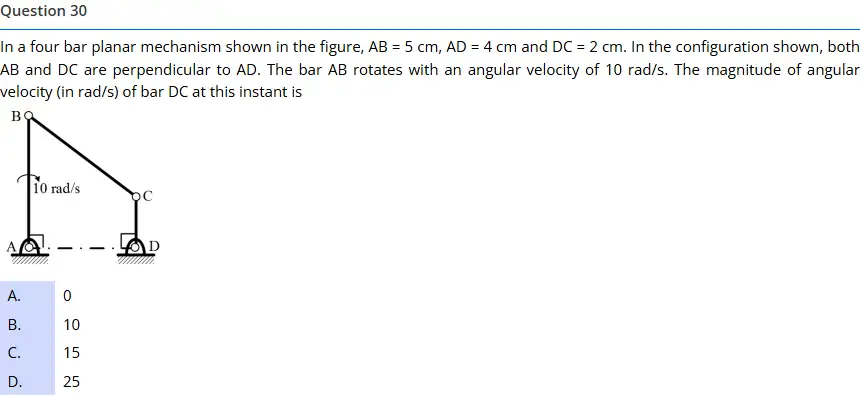 Question 30
In a four bar planar mechanism shown in the figure, AB = 5 cm, AD = 4 cm and DC = 2 cm. In the configuration shown, both
AB and DC are perpendicular to AD. The bar AB rotates with an angular velocity of 10 rad/s. The magnitude of angular
velocity (in rad/s) of bar DC at this instant is
B
10 rad/s
C
A
D
A. 0
B. 10
C. 15
D. 25